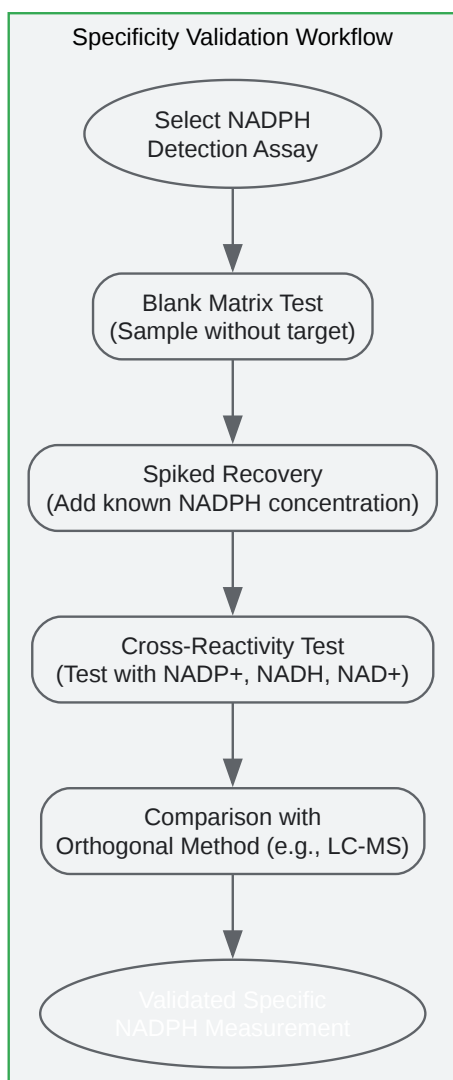 Specificity Validation Workflow
Select NADPH
Detection Assay
Blank Matrix Test
(Sample without target)
Spiked Recovery
(Add known NADPH concentration)
Cross-Reactivity Test
(Test with NADP+, NADH, NAD+)
Comparison with
Orthogonal Method (e.g., LC-MS)
Validated Specific
NADPH Measurement